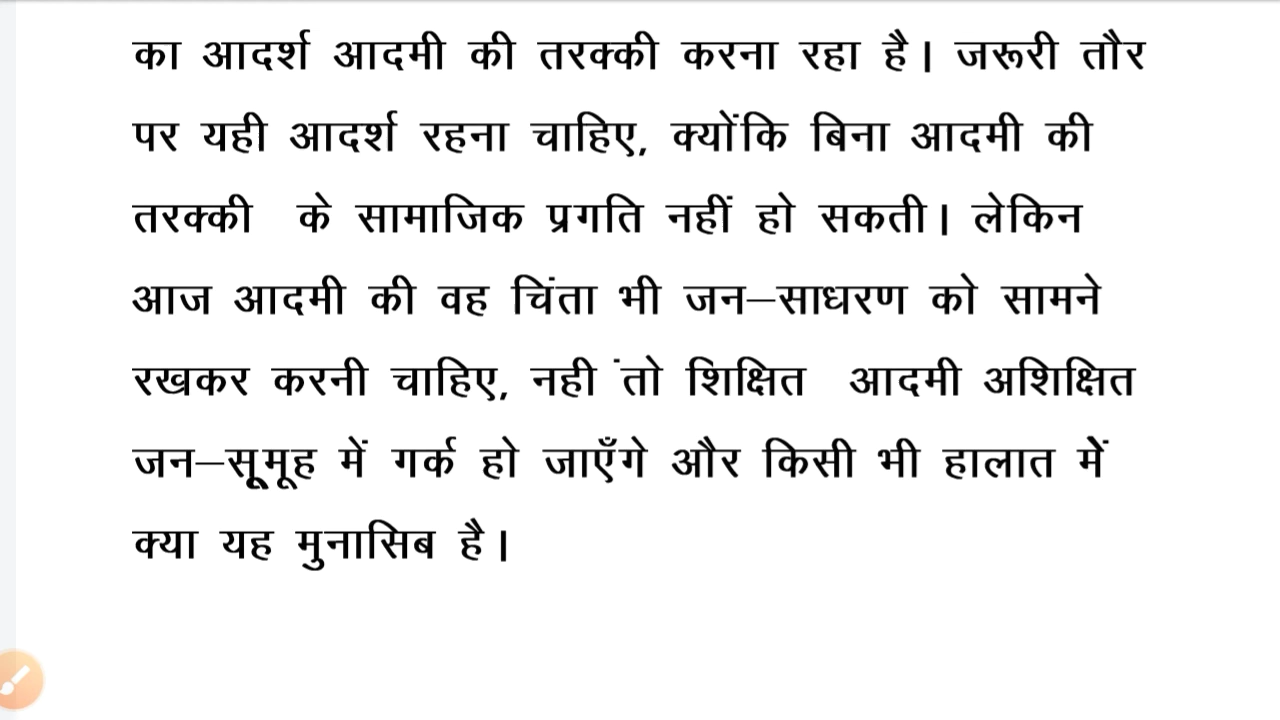 का आदर्श आदमी की तरक्की करना रहा है। जरूरी तौर
पर यही आदर्श रहना चाहिए, क्योंकि बिना आदमी की
तरक्की के सामाजिक प्रगति नहीं हो सकती। लेकिन
आज आदमी की वह चिंता भी जन–साधरण को सामने
रखकर करनी चाहिए, नहीं तो शिक्षित आदमी अशिक्षित
जन–सूमूह में गर्क हो जाएँगे और किसी भी हालात में
क्या यह मुनासिब है।